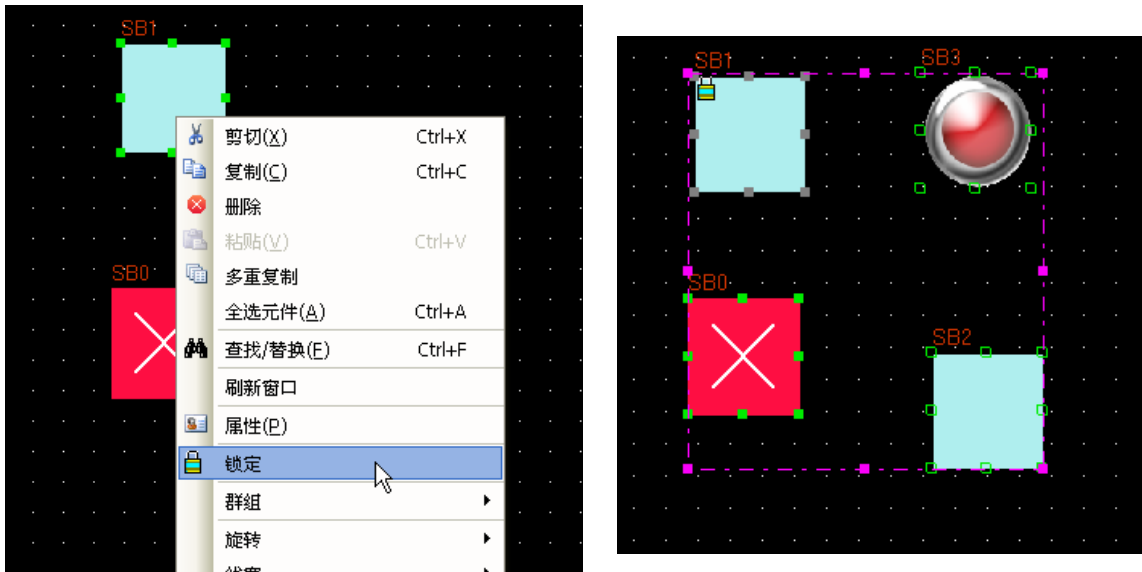 SB1
剪切(X) Ctrl+X
复制(C) Ctrl+C
删除
粘贴(V) Ctrl+V
多重复制
全选元件(A) Ctrl+A
查找/替换(F) Ctrl+F
刷新窗口
属性(P)
锁定
群组
旋转
SB0
SB1
SB3
SB0
SB2